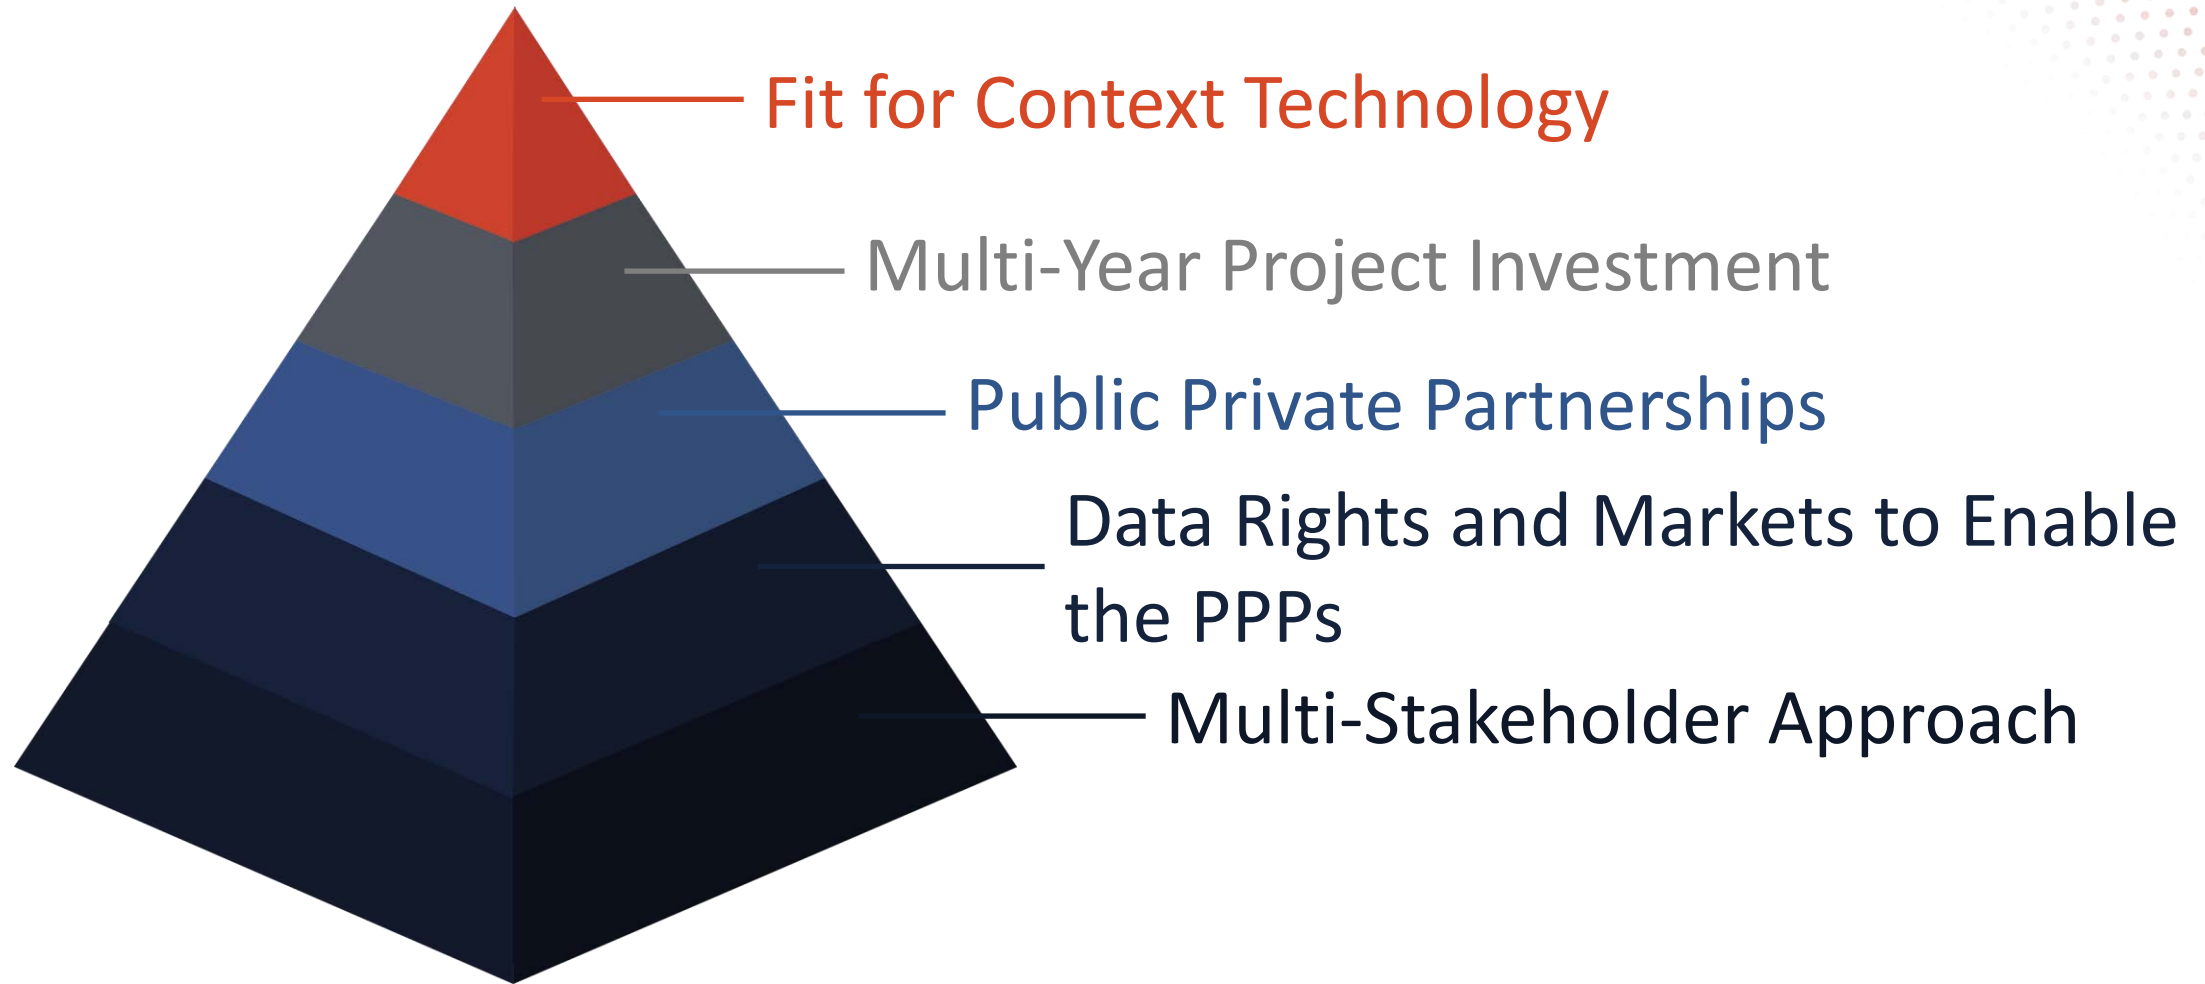 Fit for Context Technology
Multi-Year Project Investment
Public Private Partnerships
Data Rights and Markets to Enable
the PPPs
Multi-Stakeholder Approach